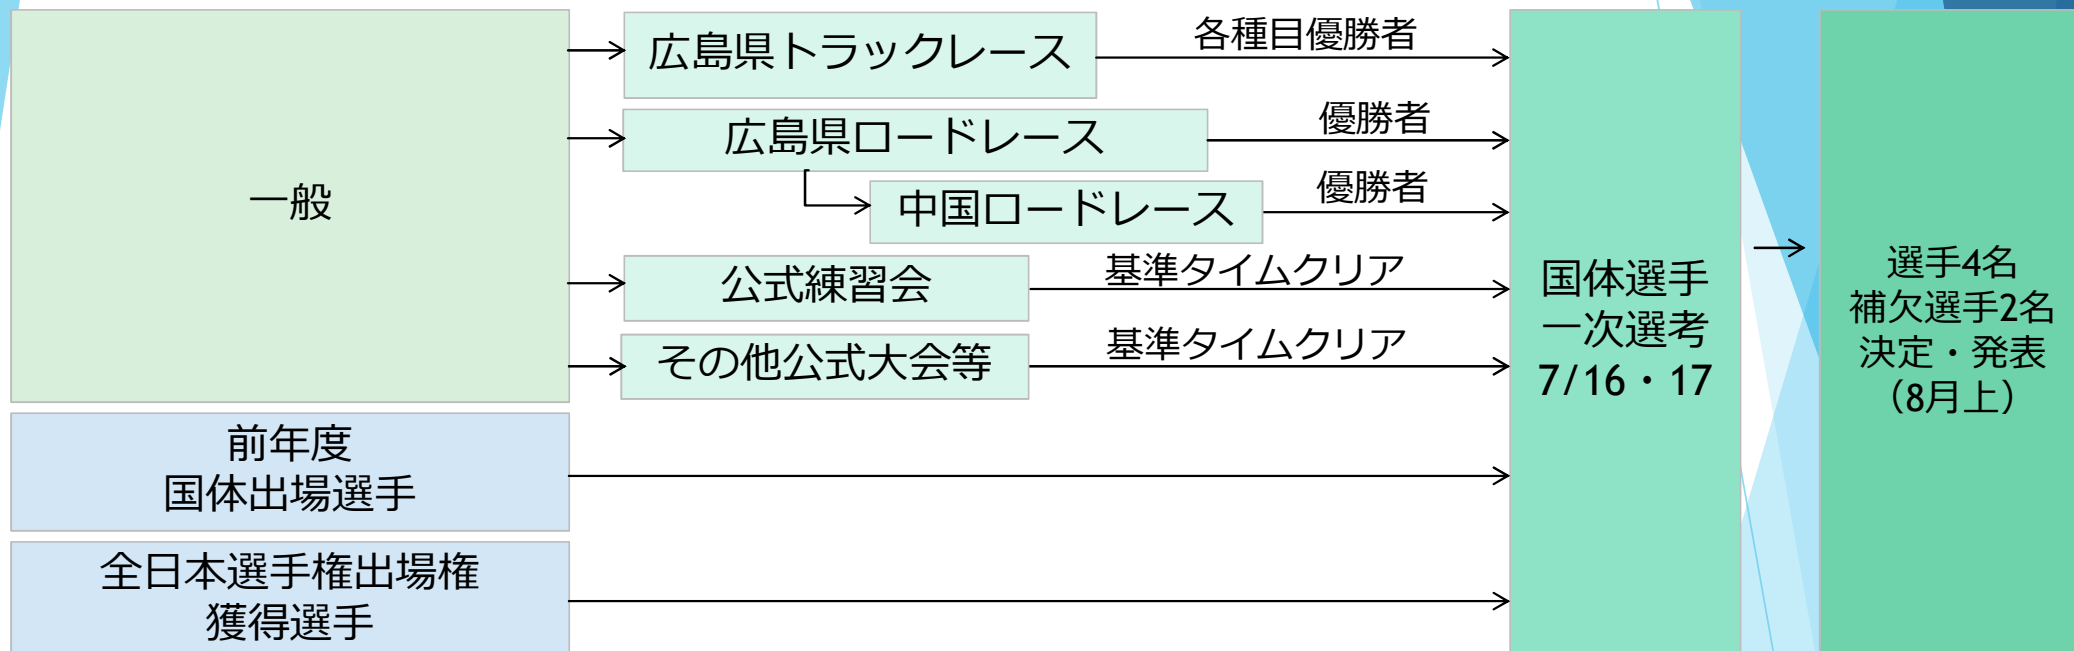 一般
広島県トラックレース
各種目優勝者
広島県ロードレース
優勝者
中国ロードレース
優勝者
公式練習会
基準タイムクリア
その他公式大会等
基準タイムクリア
前年度
国体出場選手
全日本選手権出場権
獲得選手
国体選手
一次選考
7/16・17
選手4名
補欠選手2名
決定・発表
（8月上）